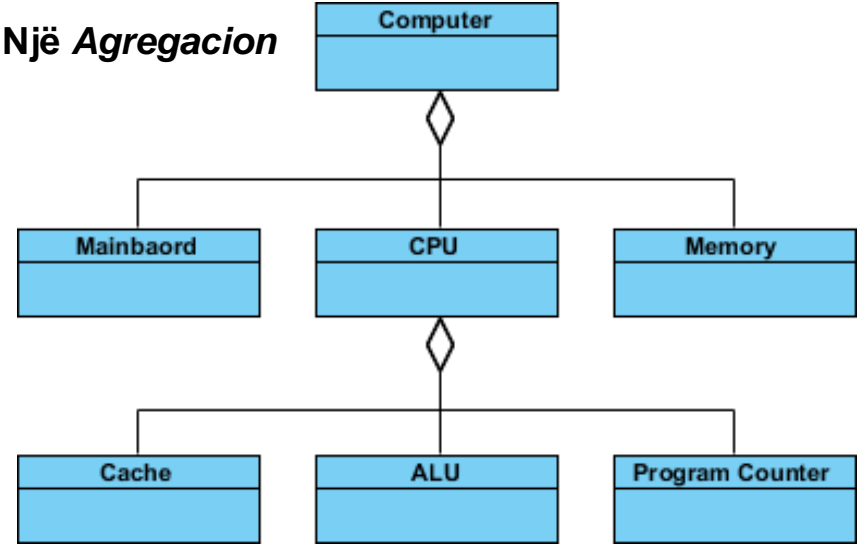 Computer
Një Agregacion
Mainbaord
CPU
Memory
Cache
ALU
Program Counter